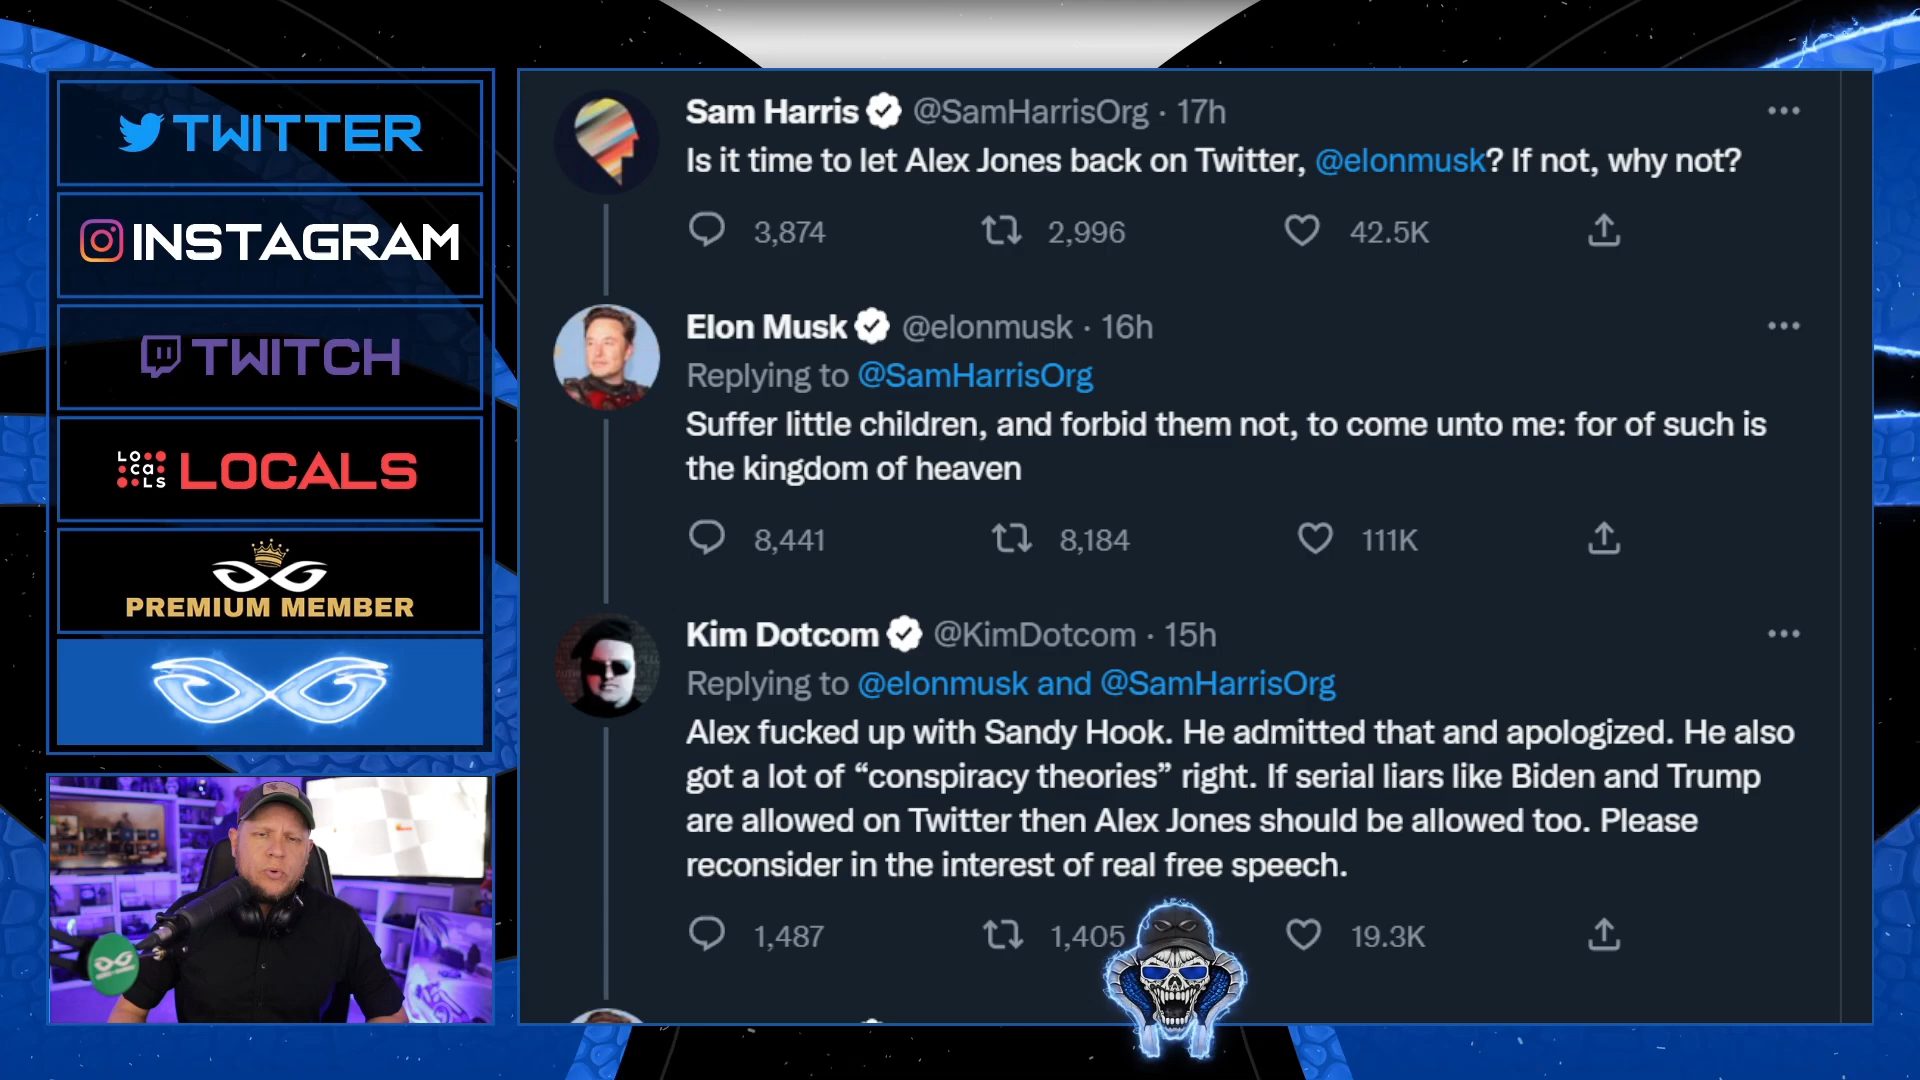 TWITTER
INSTAGRAM
TWITCH
LOCALS
LOCALS
PREMIUM MEMBER
Sam Harris @SamHarrisOrg · 17h
Is it time to let Alex Jones back on Twitter, @elonmusk? If not, why not?
3,874 2,996 42.5K
Elon Musk @elonmusk · 16h
Replying to @SamHarrisOrg
Suffer little children, and forbid them not, to come unto me: for of such is
the kingdom of heaven
8,441 8,184 111K
Kim Dotcom @KimDotcom · 15h
Replying to @elonmusk and @SamHarrisOrg
Alex fucked up with Sandy Hook. He admitted that and apologized. He also
got a lot of “conspiracy theories” right. If serial liars like Biden and Trump
are allowed on Twitter then Alex Jones should be allowed too. Please
reconsider in the interest of real free speech.
1,487 1,405 19.3K